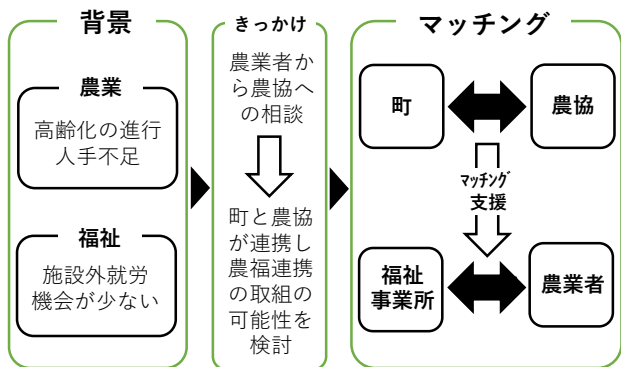 背景
農業
高齢化の進行
人手不足
福祉
施設外就労
機会が少ない
きっかけ
農業者か
ら農協へ
の相談
町と農協
が連携し
農福連携
の取組の
可能性を
検討
マッチング
町
農協
マッチング
支援
福祉
事業所
農業者